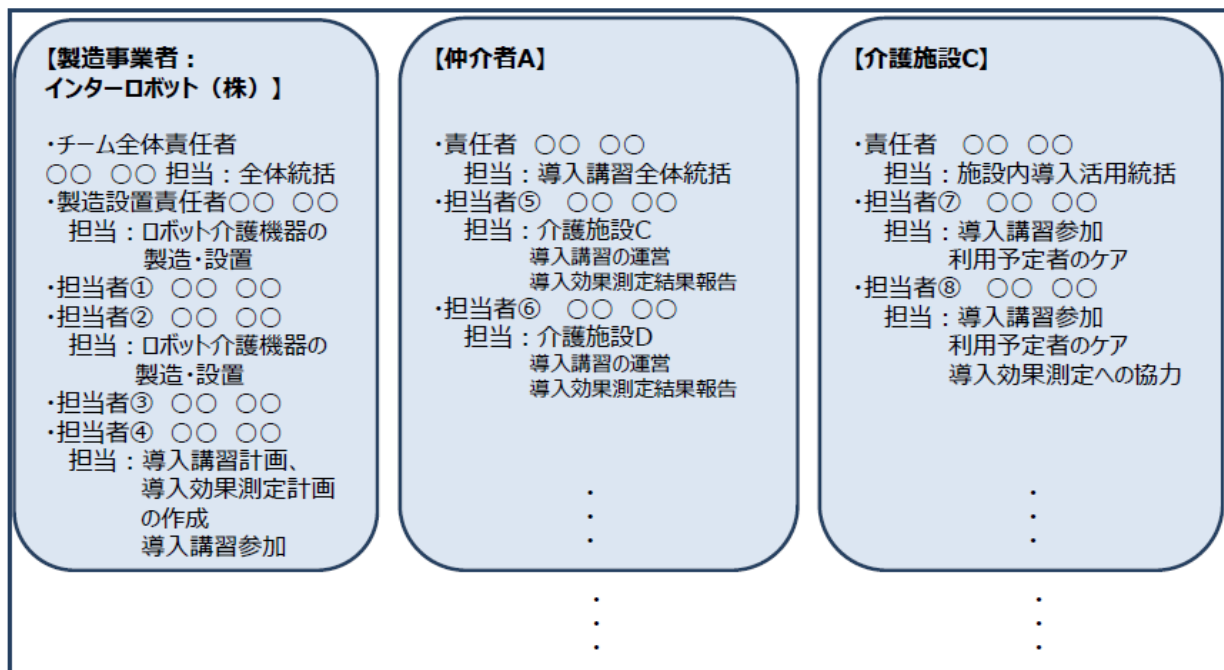 【製造事業者：
インターロボット（株）】
・チーム全体責任者
○○ ○○ 担当：全体統括
・製造設置責任者○○ ○○
担当：ロボット介護機器の
製造・設置
・担当者① ○○ ○○
・担当者② ○○ ○○
担当：ロボット介護機器の
製造・設置
・担当者③ ○○ ○○
・担当者④ ○○ ○○
担当：導入講習計画、
導入効果測定計画
の作成
導入講習参加
【仲介者A】
・責任者 ○○ ○○
担当：導入講習全体統括
・担当者⑤ ○○ ○○
担当：介護施設C
導入講習の運営
導入効果測定結果報告
・担当者⑥ ○○ ○○
担当：介護施設D
導入講習の運営
導入効果測定結果報告
・
・
・
・
・
・
【介護施設C】
・責任者 ○○ ○○
担当：施設内導入活用統括
・担当者⑦ ○○ ○○
担当：導入講習参加
利用予定者のケア
・担当者⑧ ○○ ○○
担当：導入講習参加
利用予定者のケア
導入効果測定への協力
・
・
・
・
・
・